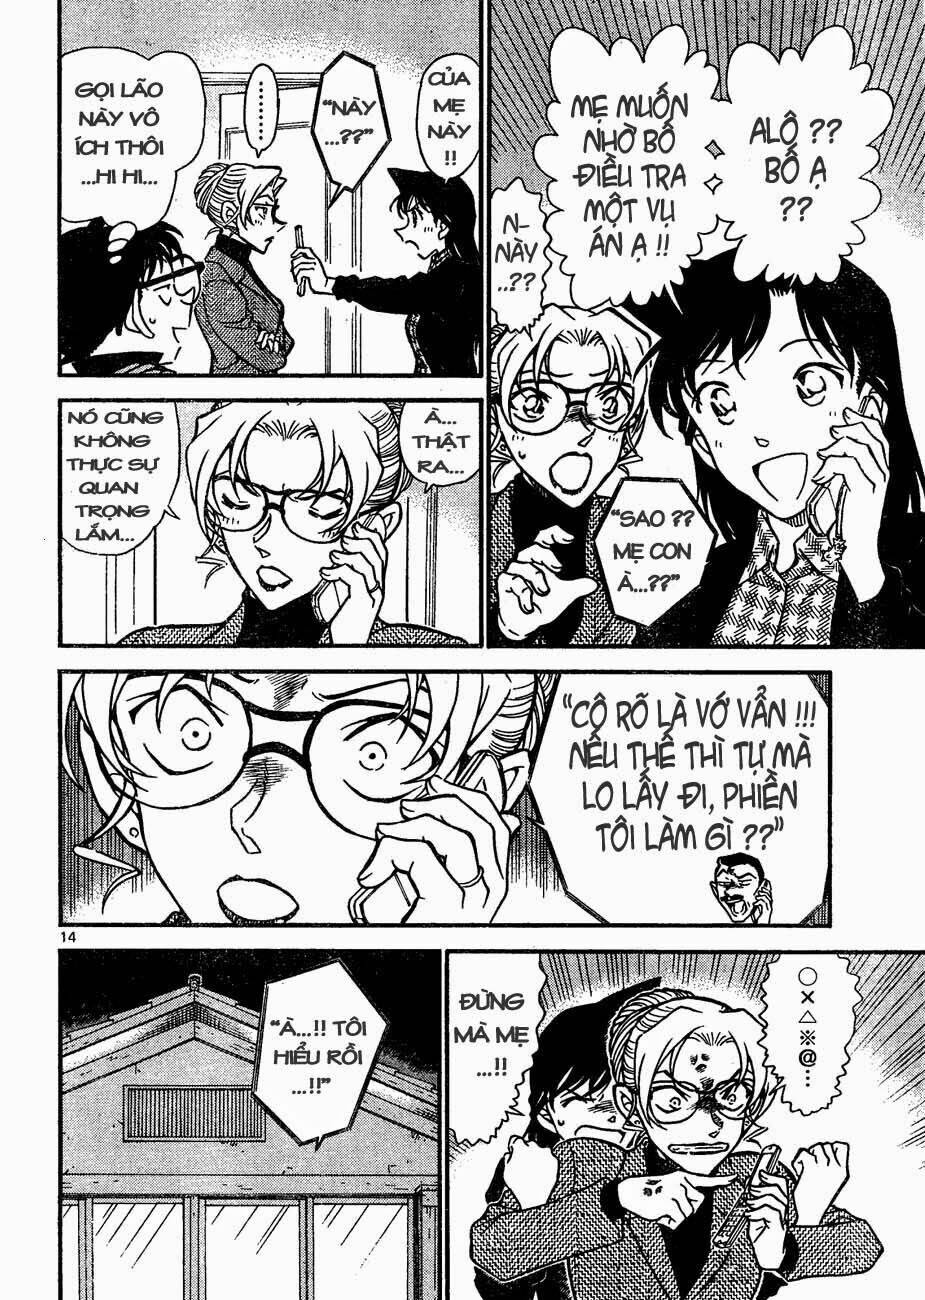 ALÔ ??
BỐ Ạ
??
MẸ MUỐN
NHỜ BỐ
ĐIỀU TRA
MỘT VỤ
ÁN Ạ !!
N-
NÀY
...??
"SAO ??
MẸ CON
À...??"
CỦA
MẸ
NÀY
!!
"NÀY
...??"
........
GỌI LÃO
NÀY VÔ
ÍCH THÔI
...HI HI...
À...
THẬT
RA...
NÓ CŨNG
KHÔNG
THỰC SỰ
QUAN
TRỌNG
LẮM...
"CÔ RÕ LÀ VỚ VẨN !!!
NẾU THẾ THÌ TỰ MÀ
LO LẤY ĐI, PHIỀN
TÔI LÀM GÌ ??"
14
○×△※@...
ĐỪNG
MÀ MẸ
...!!
"À...!! TÔI
HIỂU RỒI
...!!"